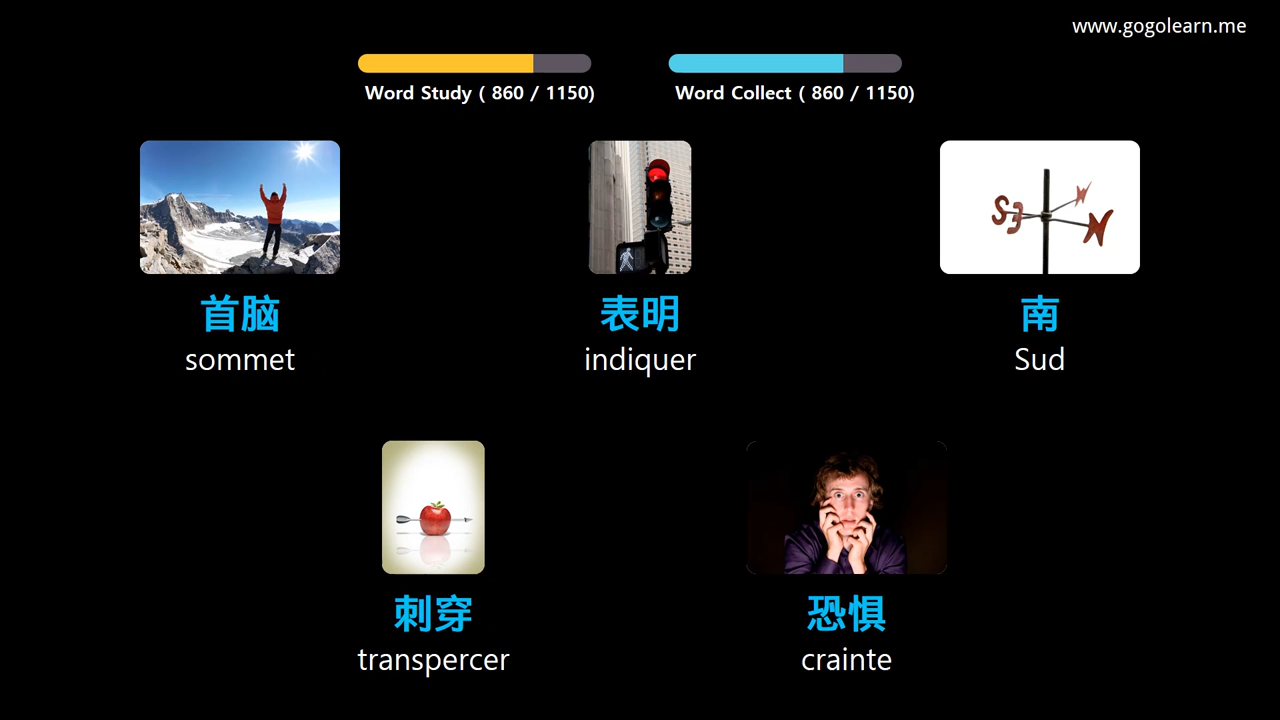 www.gogolearn.me
Word Study ( 860 / 1150)
Word Collect ( 860 / 1150)
S
E
N
首脑
表明
南
sommet
indiquer
Sud
刺穿
恐惧
transpercer
crainte